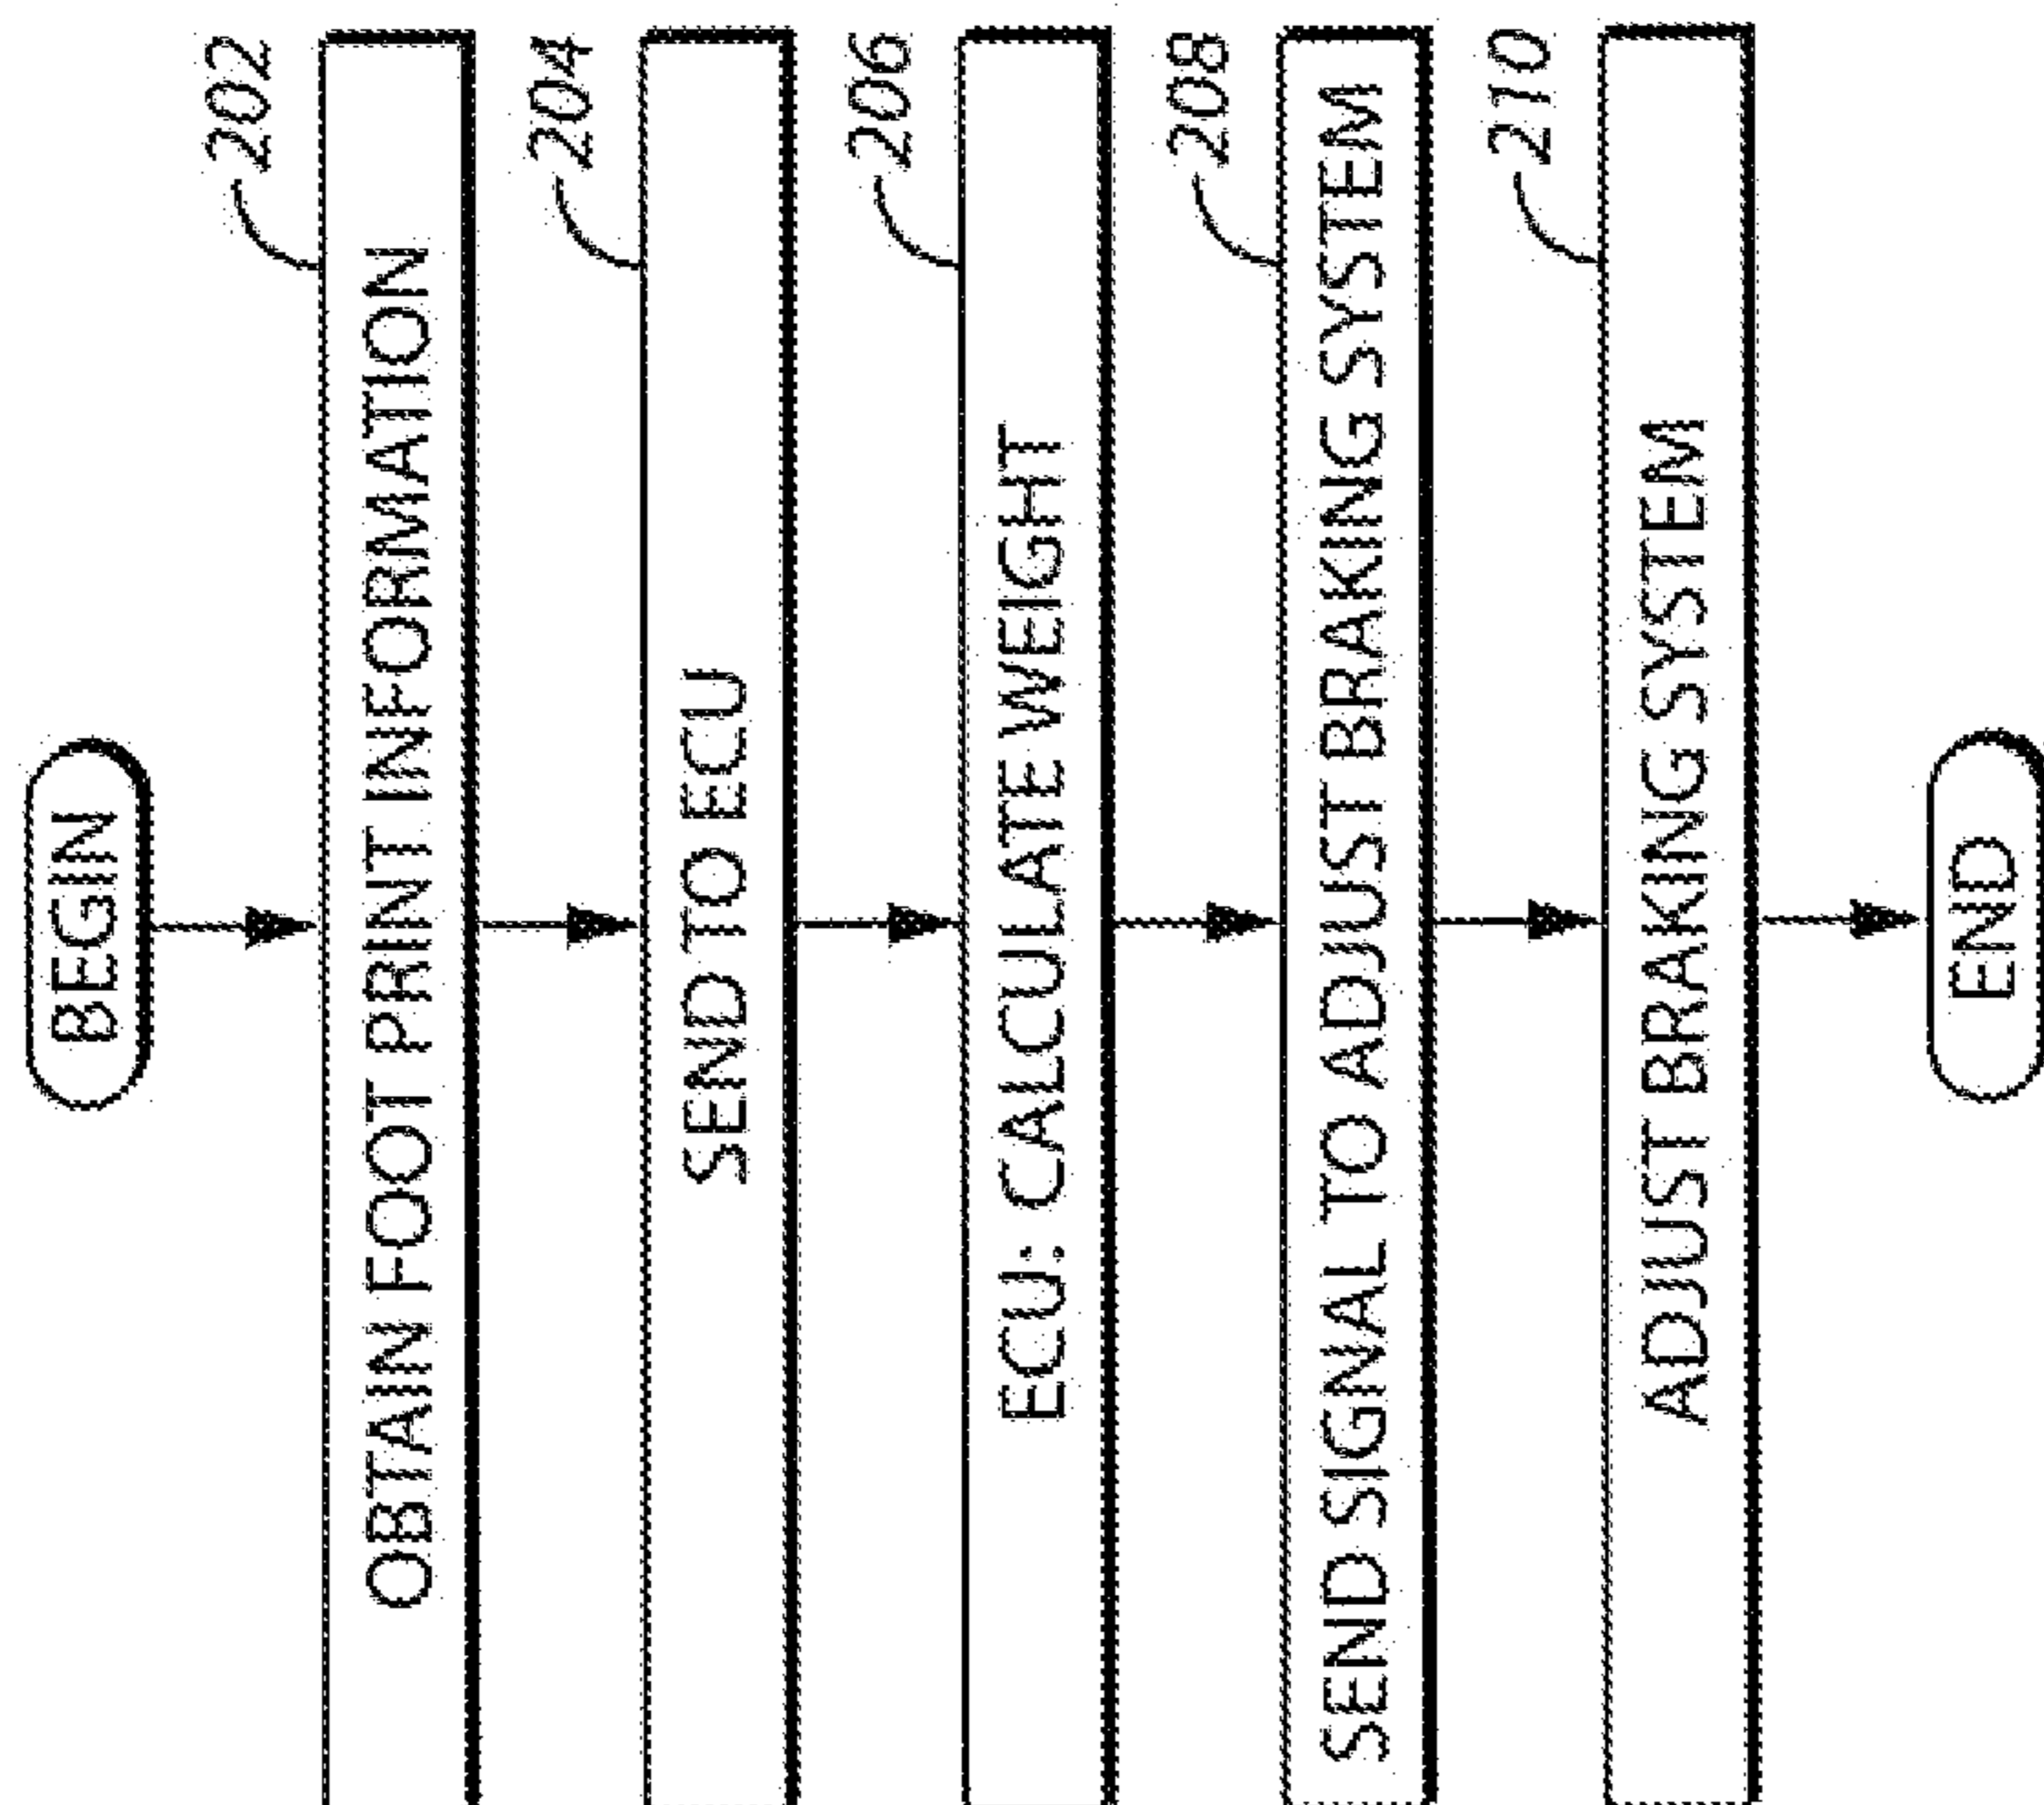 BEGIN
202
OBTAIN FOOT PRINT INFORMATION
204
SEND TO ECU
206
ECU: CALCULATE WEIGHT
208
SEND SIGNAL TO ADJUST BRAKING SYSTEM
210
ADJUST BRAKING SYSTEM
END